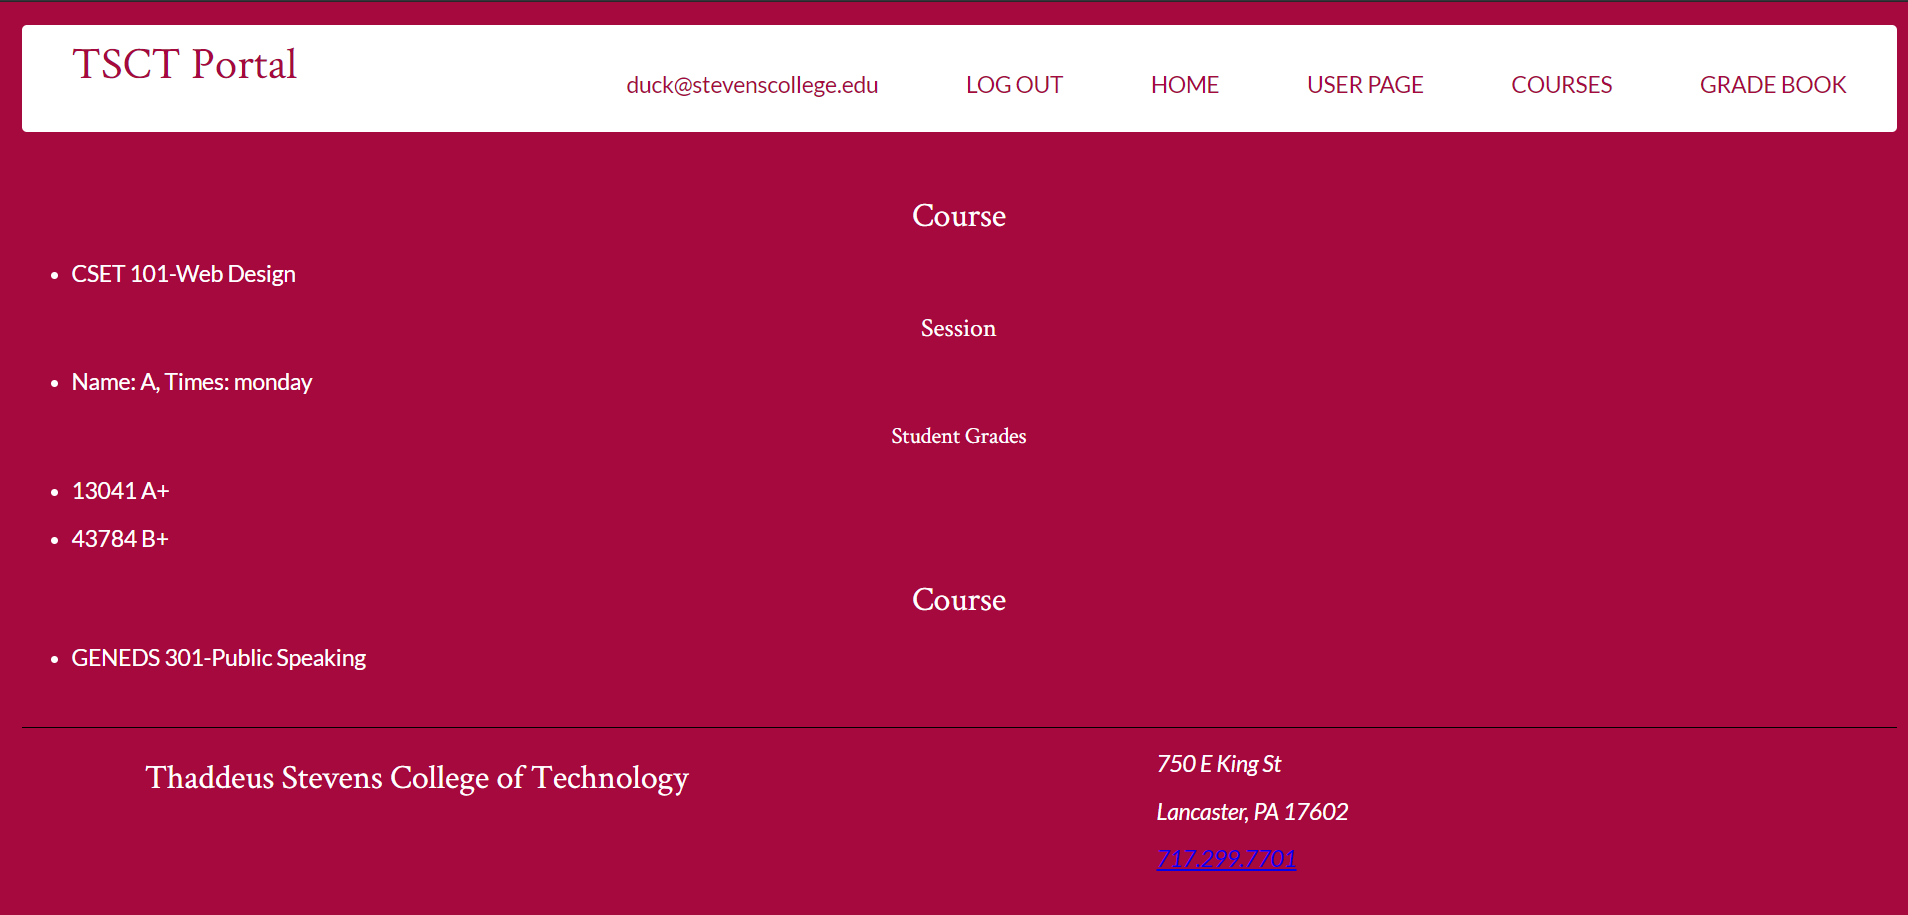 TSCT Portal
duck@stevenscollege.edu LOG OUT HOME USER PAGE COURSES GRADE BOOK
Course
CSET 101-Web Design
Session
Name: A, Times: monday
Student Grades
13041 A+
43784 B+
Course
GENEDS 301-Public Speaking
Thaddeus Stevens College of Technology
750 E King St
Lancaster, PA 17602
717.299.7701